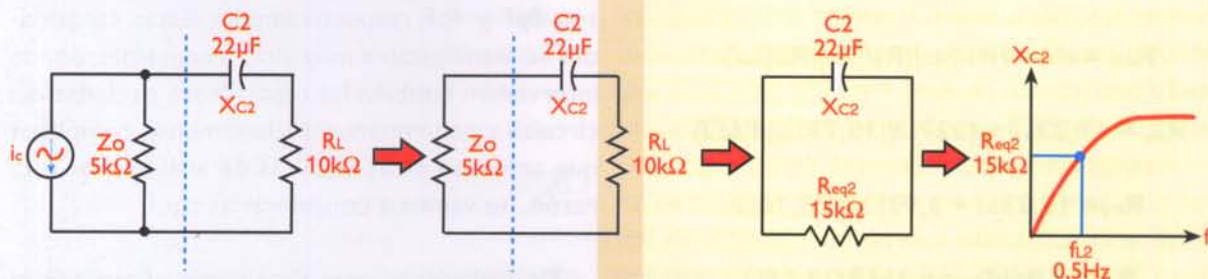 C2
22µF
XC2
ic
Zo
5kΩ
RL
10kΩ
C2
22µF
XC2
Zo
5kΩ
RL
10kΩ
C2
22µF
XC2
Req2
15kΩ
XC2
Req2
15kΩ
f
fL2
0.5Hz